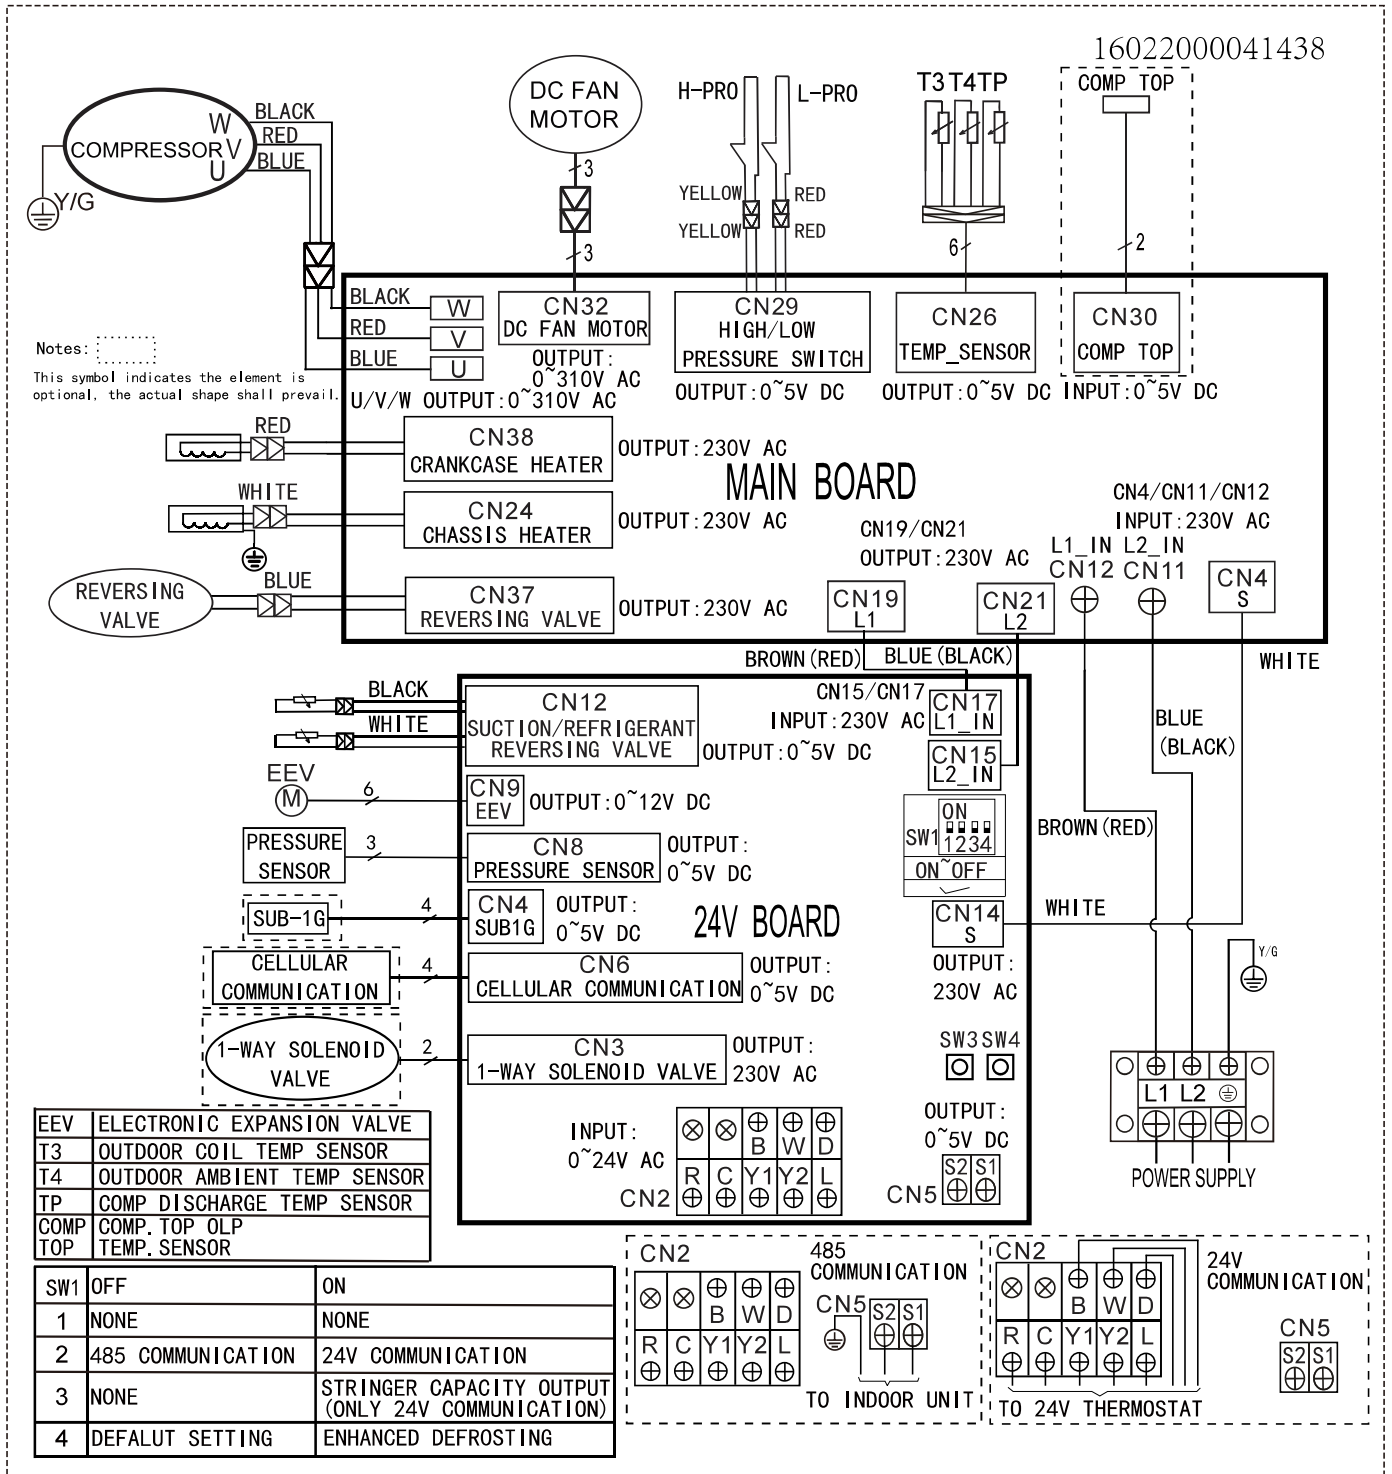 16022000041438
COMPRESSOR
W
V
U
BLACK
RED
BLUE
Y/G
DC FAN
MOTOR
3
3
H-PRO
L-PRO
YELLOW
RED
YELLOW
RED
T3 T4 TP
6
COMP TOP
2
Notes:
This symbol indicates the element is
optional, the actual shape shall prevail.
BLACK
W
RED
V
BLUE
U
CN32
DC FAN MOTOR
OUTPUT:
0~310V AC
U/V/W OUTPUT:0~310V AC
CN29
HIGH/LOW
PRESSURE SWITCH
OUTPUT:0~5V DC
CN26
TEMP_SENSOR
OUTPUT:0~5V DC
CN30
COMP TOP
INPUT:0~5V DC
RED
CN38
CRANKCASE HEATER
OUTPUT:230V AC
MAIN BOARD
WHITE
CN24
CHASSIS HEATER
OUTPUT:230V AC
REVERSING
VALVE
BLUE
CN37
REVERSING VALVE
OUTPUT:230V AC
CN19/CN21
OUTPUT:230V AC
CN4/CN11/CN12
INPUT:230V AC
L1_IN L2_IN
CN12 CN11
CN4
S
CN19
L1
CN21
L2
BROWN(RED)
BLUE(BLACK)
WHITE
BLACK
WHITE
CN12
SUCTION/REFRIGERANT
REVERSING VALVE
OUTPUT:0~5V DC
CN15/CN17
INPUT:230V AC
CN17
L1_IN
CN15
L2_IN
BLUE
(BLACK)
EEV
M
6
CN9
EEV
OUTPUT:0~12V DC
SW1
ON
1234
ON~OFF
BROWN(RED)
PRESSURE
SENSOR
3
CN8
PRESSURE SENSOR
OUTPUT:
0~5V DC
SUB-1G
4
CN4
SUB1G
OUTPUT:
0~5V DC
24V BOARD
CN14
S
WHITE
OUTPUT:
230V AC
CELLULAR
COMMUNICATION
4
CN6
CELLULAR COMMUNICATION
OUTPUT:
0~5V DC
Y/G
1-WAY SOLENOID
VALVE
2
CN3
1-WAY SOLENOID VALVE
OUTPUT:
230V AC
SW3 SW4
L1 L2
POWER SUPPLY
INPUT:
0~24V AC
CN2
B W D
R C Y1 Y2 L
OUTPUT:
0~5V DC
CN5
S2 S1
EEV ELECTRONIC EXPANSION VALVE
T3 OUTDOOR COIL TEMP SENSOR
T4 OUTDOOR AMBIENT TEMP SENSOR
TP COMP DISCHARGE TEMP SENSOR
COMP COMP. TOP OLP
TOP TEMP. SENSOR
SW1 OFF ON
1 NONE NONE
2 485 COMMUNICATION 24V COMMUNICATION
3 NONE STRINGER CAPACITY OUTPUT
(ONLY 24V COMMUNICATION)
4 DEFALUT SETTING ENHANCED DEFROSTING
CN2
B W D
R C Y1 Y2 L
485
COMMUNICATION
CN5
S2 S1
TO INDOOR UNIT
CN2
B W D
R C Y1 Y2 L
TO 24V THERMOSTAT
24V
COMMUNICATION
CN5
S2 S1